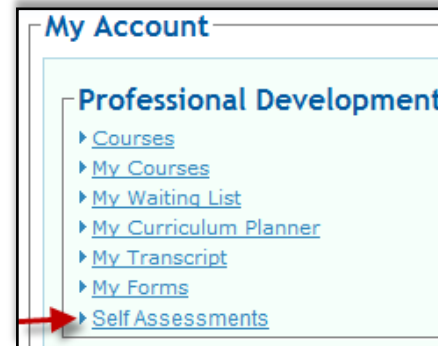 My Account
Professional Development
Courses
My Courses
My Waiting List
My Curriculum Planner
My Transcript
My Forms
Self Assessments